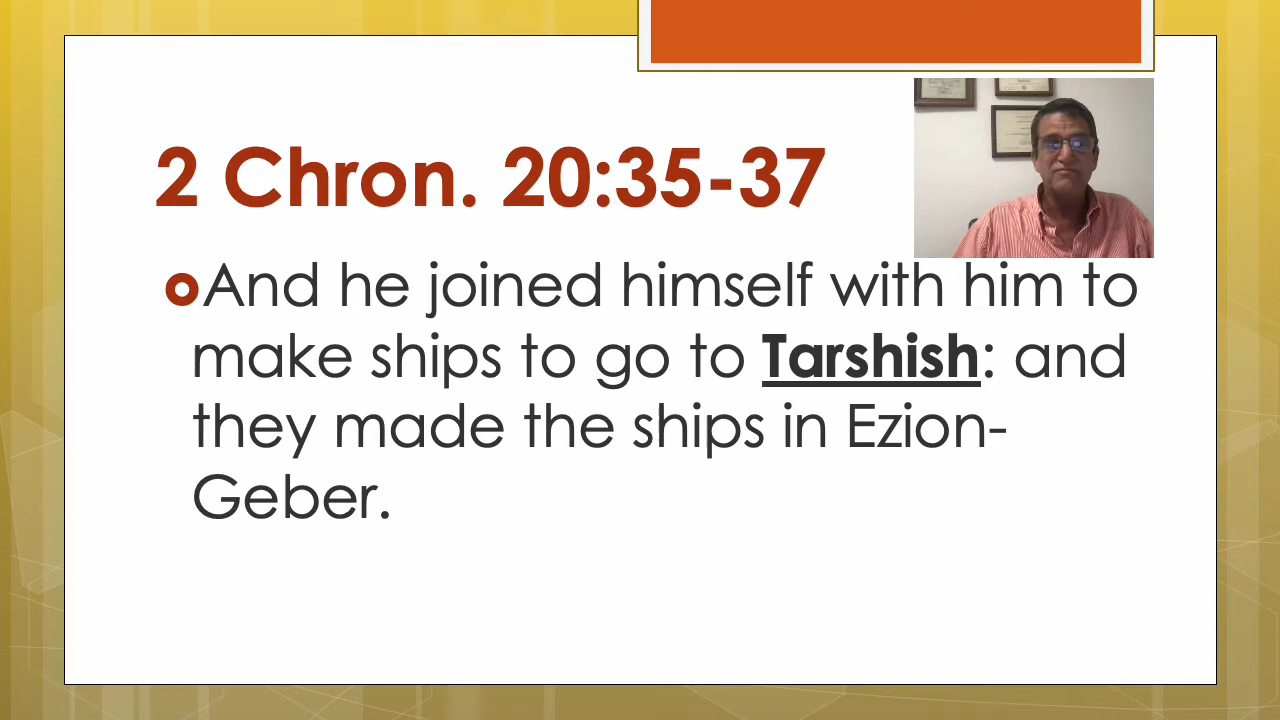 2 Chron. 20:35-37
And he joined himself with him to
make ships to go to Tarshish: and
they made the ships in Ezion-
Geber.